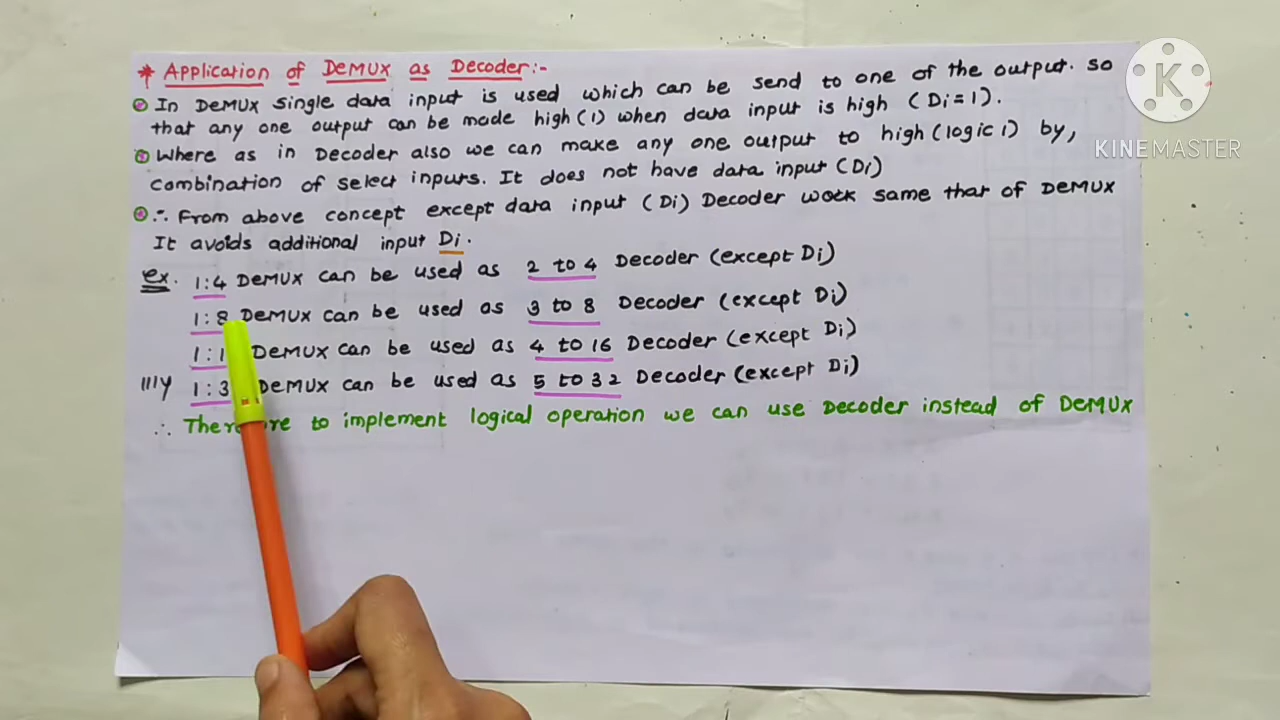 * Application of DeMUX as Decoder:-
In DeMUX single data input is used which can be send to one of the output. so
that any one output can be made high (1) when data input is high (Di=1).
Where as in Decoder also we can make any one output to high (logic 1) by,
combination of select inputs. It does not have data input (Di)
∴ From above concept except data input (Di) Decoder work same that of DeMUX
It avoids additional input Di.
ex. 1:4 DeMUX can be used as 2 to 4 Decoder (except Di)
1:8 DeMUX can be used as 3 to 8 Decoder (except Di)
1:1 DeMUX can be used as 4 to 16 Decoder (except Di)
|||y 1:3 DeMUX can be used as 5 to 32 Decoder (except Di)
∴ to implement logical operation we can use Decoder instead of DeMUX
K
KINEMASTER